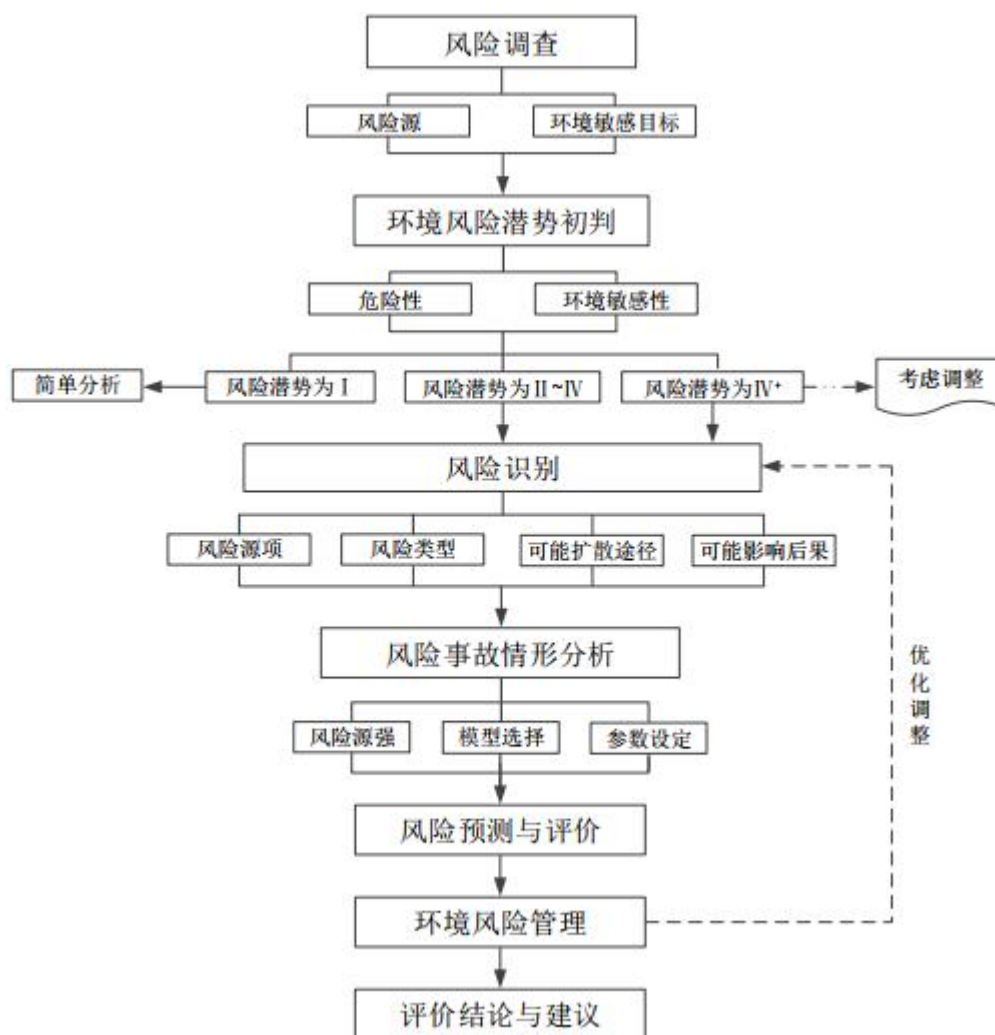 风险调查
风险源
环境敏感目标
环境风险潜势初判
危险性
环境敏感性
简单分析
风险潜势为Ⅰ
风险潜势为Ⅱ~Ⅳ
风险潜势为Ⅳ⁺
考虑调整
风险识别
风险源项
风险类型
可能扩散途径
可能影响后果
风险事故情形分析
优化调整
风险源强
模型选择
参数设定
风险预测与评价
环境风险管理
评价结论与建议